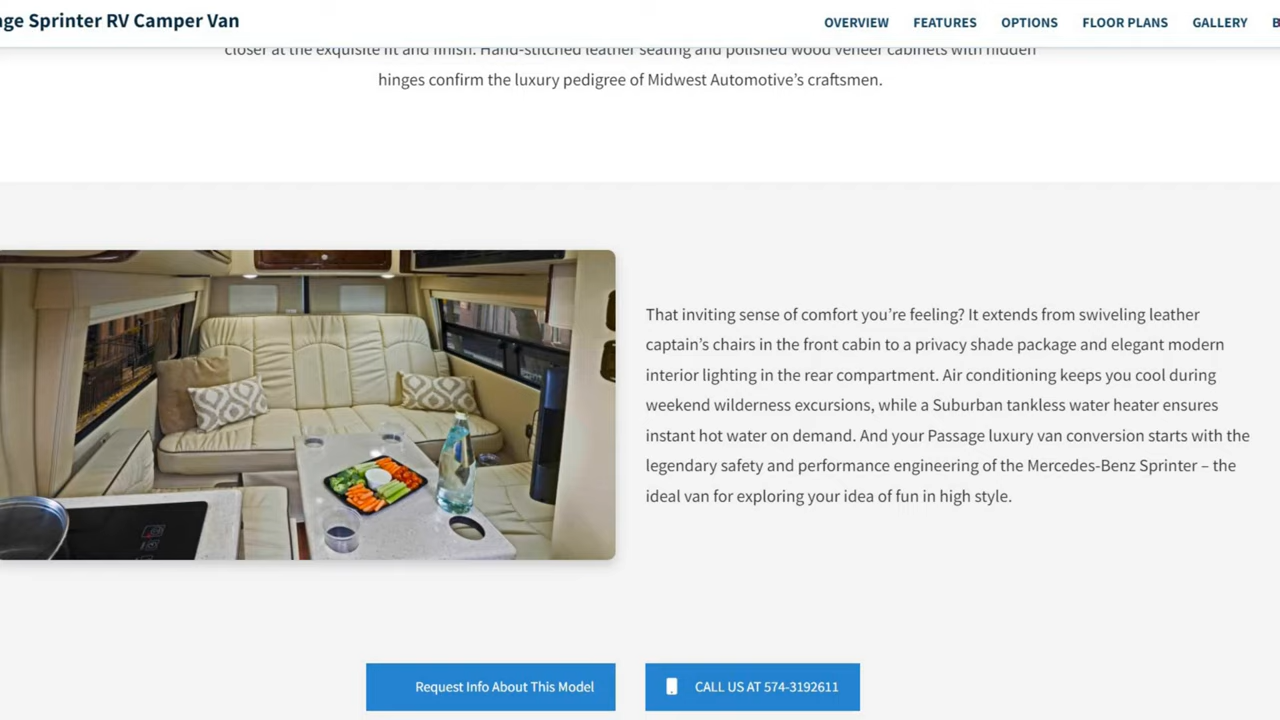 age Sprinter RV Camper Van
OVERVIEW FEATURES OPTIONS FLOOR PLANS GALLERY B
closer at the exquisite fit and finish. Hand-stitched leather seating and polished wood veneer cabinets with hidden
hinges confirm the luxury pedigree of Midwest Automotive’s craftsmen.
That inviting sense of comfort you’re feeling? It extends from swiveling leather
captain’s chairs in the front cabin to a privacy shade package and elegant modern
interior lighting in the rear compartment. Air conditioning keeps you cool during
weekend wilderness excursions, while a Suburban tankless water heater ensures
instant hot water on demand. And your Passage luxury van conversion starts with the
legendary safety and performance engineering of the Mercedes-Benz Sprinter – the
ideal van for exploring your idea of fun in high style.
Request Info About This Model
CALL US AT 574-3192611